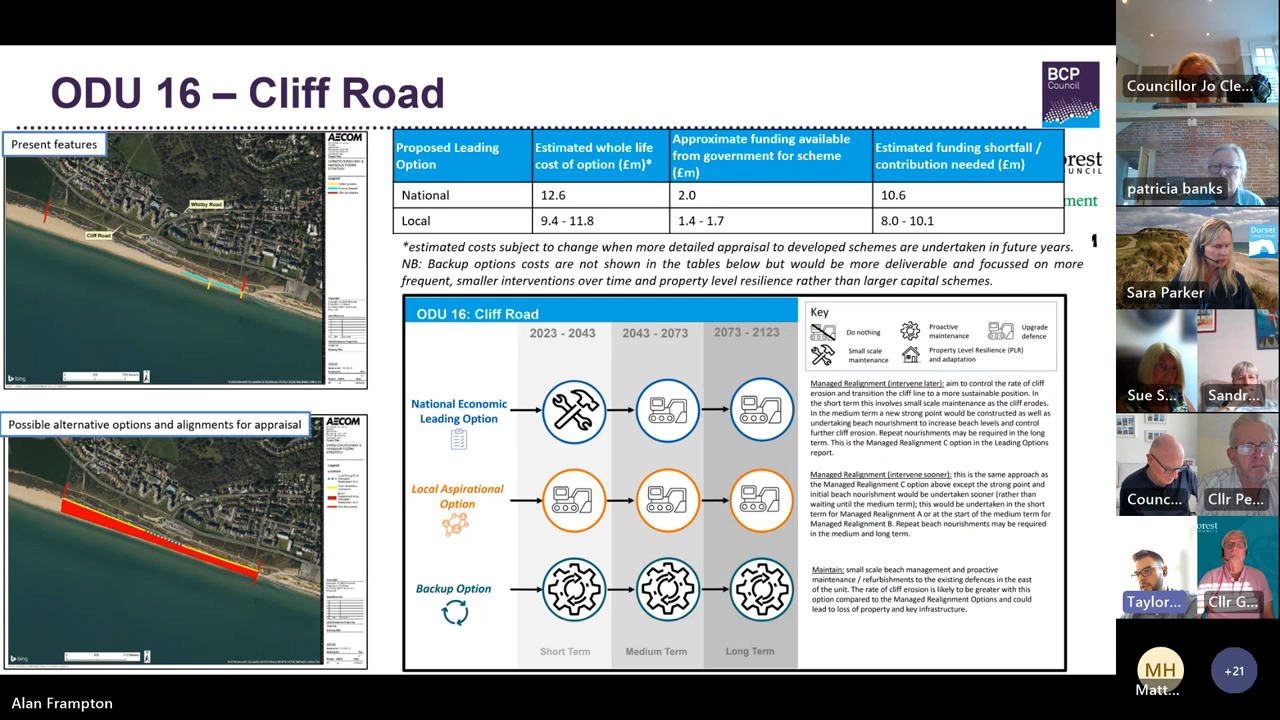 ODU 16 – Cliff Road
BCP
Council
Present features
AECOM
Whitby Road
Cliff Road
bing
Possible alternative options and alignments for appraisal
AECOM
bing
Proposed Leading Option
Estimated whole life cost of option (£m)*
Approximate funding available from government for scheme (£m)
Estimated funding shortfall / contribution needed (£m)
National 12.6 2.0 10.6
Local 9.4 - 11.8 1.4 - 1.7 8.0 - 10.1
orest
COUNCIL
ment
*estimated costs subject to change when more detailed appraisal to developed schemes are undertaken in future years.
NB: Backup options costs are not shown in the tables below but would be more deliverable and focussed on more
frequent, smaller interventions over time and property level resilience rather than larger capital schemes.
ODU 16: Cliff Road
2023 - 2043 2043 - 2073 2073 - 2123
National Economic
Leading Option
Local Aspirational
Option
Backup Option
Short Term Medium Term Long Term
Key
Do nothing
Proactive
maintenance
Upgrade
defence
Small scale
maintenance
Property Level Resilience (PLR)
and adaptation
Managed Realignment (intervene later): aim to control the rate of cliff
erosion and transition the cliff line to a more sustainable position. In
the short term this involves small scale maintenance as the cliff erodes.
In the medium term a new strong point would be constructed as well as
undertaking beach nourishment to increase beach levels and control
further cliff erosion. Repeat nourishments may be required in the long
term. This is the Managed Realignment C option in the Leading Options
report.
Managed Realignment (intervene sooner): this is the same approach as
the Managed Realignment C option above except the strong point and
initial beach nourishment would be undertaken sooner (rather than
waiting until the medium term); this would be undertaken in the short
term for Managed Realignment A or at the start of the medium term for
Managed Realignment B. Repeat beach nourishments may be required
in the medium and long term.
Maintain: small scale beach management and proactive
maintenance / refurbishments to the existing defences in the east
of the unit. The rate of cliff erosion is likely to be greater with this
option compared to the Managed Realignment Options and could
lead to loss of property and key infrastructure.
Councillor Jo Cle...
patricia banks
Dorset
Sara Parker
Sue S...
Sandr...
Counc...
Cllr Pe...
orest
Taylor...
Cllr G...
MH
Matt...
+21
Alan Frampton